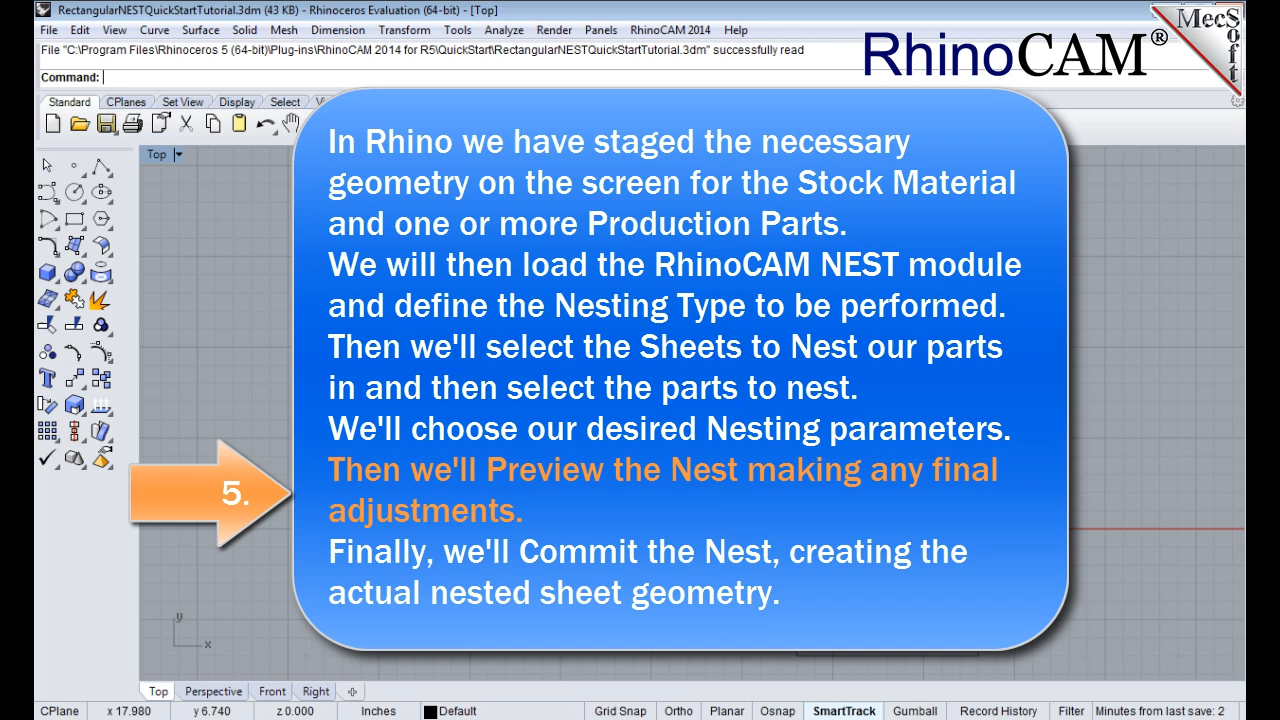 RectangularNESTQuickStartTutorial.3dm (43 KB) - Rhinoceros Evaluation (64-bit) - [Top]
File Edit View Curve Surface Solid Mesh Dimension Transform Tools Analyze Render Panels RhinoCAM 2014 Help
File "C:\Program Files\Rhinoceros 5 (64-bit)\Plug-ins\RhinoCAM 2014 for R5\QuickStart\RectangularNESTQuickStartTutorial.3dm" successfully read
Command:
RhinoCAM®
MecSoft
Standard CPlanes Set View Display Select
Top
In Rhino we have staged the necessary
geometry on the screen for the Stock Material
and one or more Production Parts.
We will then load the RhinoCAM NEST module
and define the Nesting Type to be performed.
Then we'll select the Sheets to Nest our parts
in and then select the parts to nest.
We'll choose our desired Nesting parameters.
5.
Then we'll Preview the Nest making any final
adjustments.
Finally, we'll Commit the Nest, creating the
actual nested sheet geometry.
y
x
Top Perspective Front Right
CPlane x 17.980 y 6.740 z 0.000 Inches Default Grid Snap Ortho Planar Osnap SmartTrack Gumball Record History Filter Minutes from last save: 2